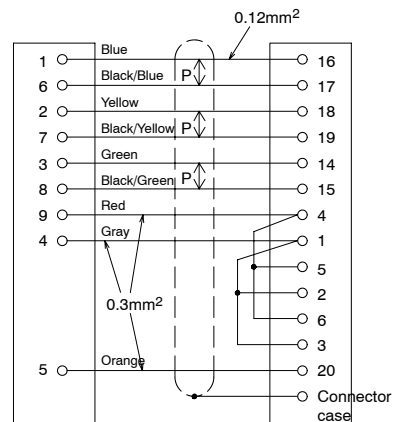 0.12mm²
1 Blue 16
6 Black/Blue P 17
2 Yellow 18
7 Black/Yellow P 19
3 Green 14
8 Black/Green P 15
9 Red 4
4 Gray 1
5
2
0.3mm²
6
3
5 Orange 20
Connector
case